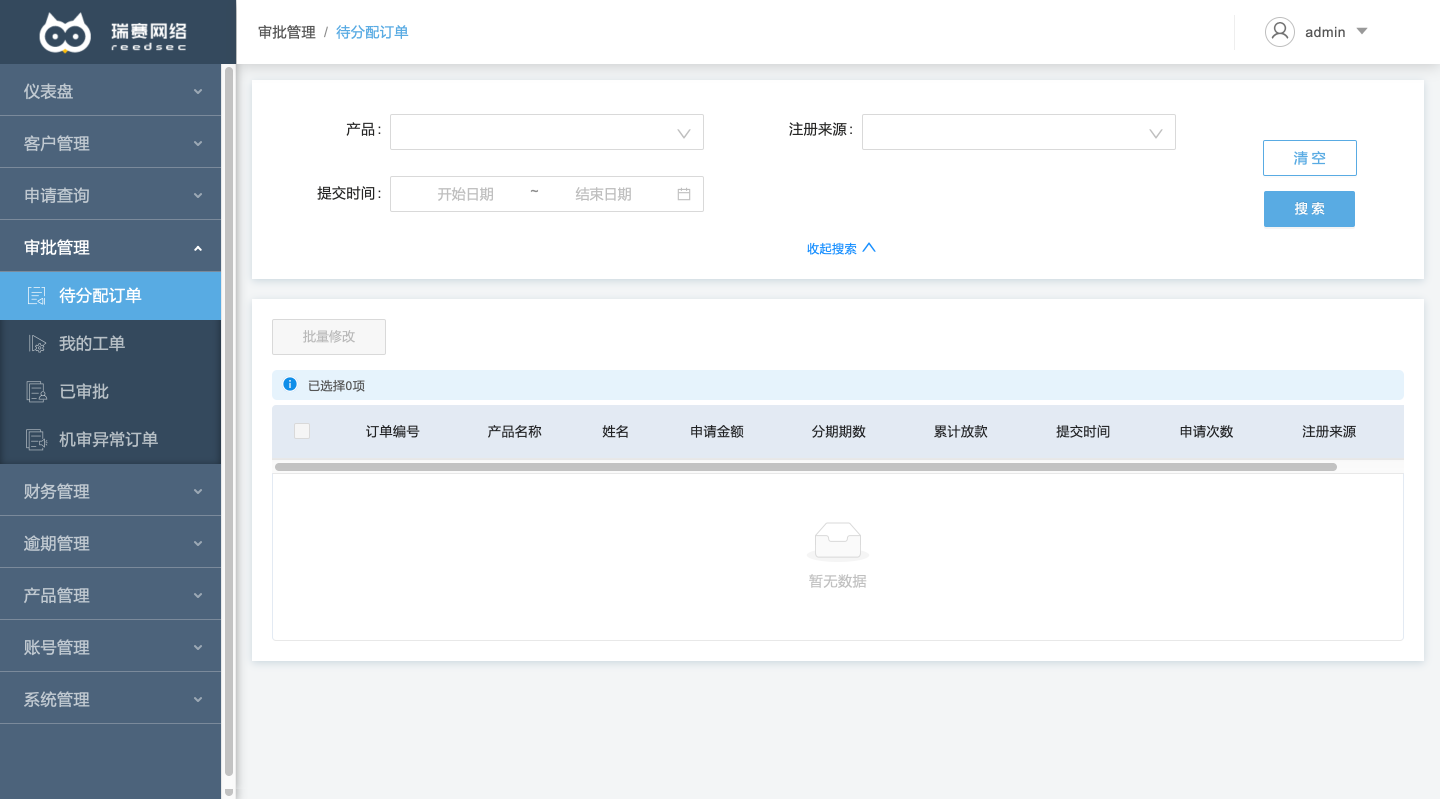 瑞赛网络
reedsec
审批管理 / 待分配订单
admin
仪表盘
客户管理
申请查询
审批管理
待分配订单
我的工单
已审批
机审异常订单
财务管理
逾期管理
产品管理
账号管理
系统管理
产品:
注册来源:
清 空
提交时间: 开始日期 ~ 结束日期
搜 索
收起搜索
批量修改
已选择0项
订单编号 产品名称 姓名 申请金额 分期期数 累计放款 提交时间 申请次数 注册来源
暂无数据